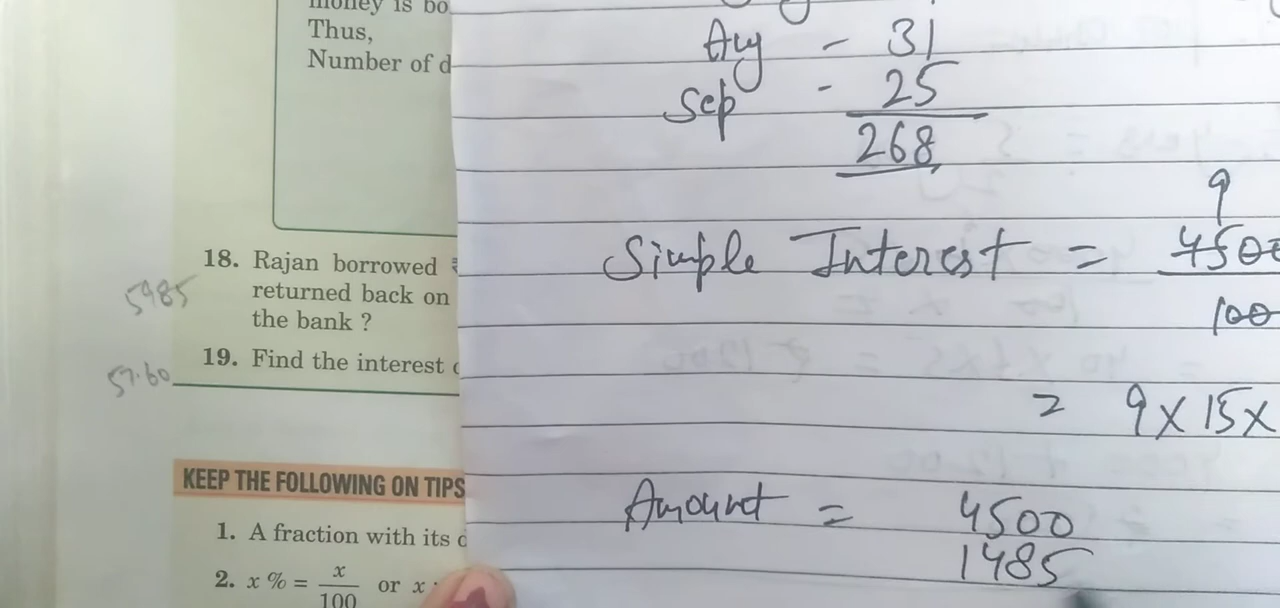 money is bo
Thus,
Number of d
18. Rajan borrowed ₹
returned back on
the bank ?
19. Find the interest
5985
57.60
KEEP THE FOLLOWING ON TIPS
1. A fraction with its d
2. x % = x/100 or x
Aug - 31
Sep - 25
268
9
Simple Interest = 4500
100
= 9 X 15 X
Amount = 4500
1485